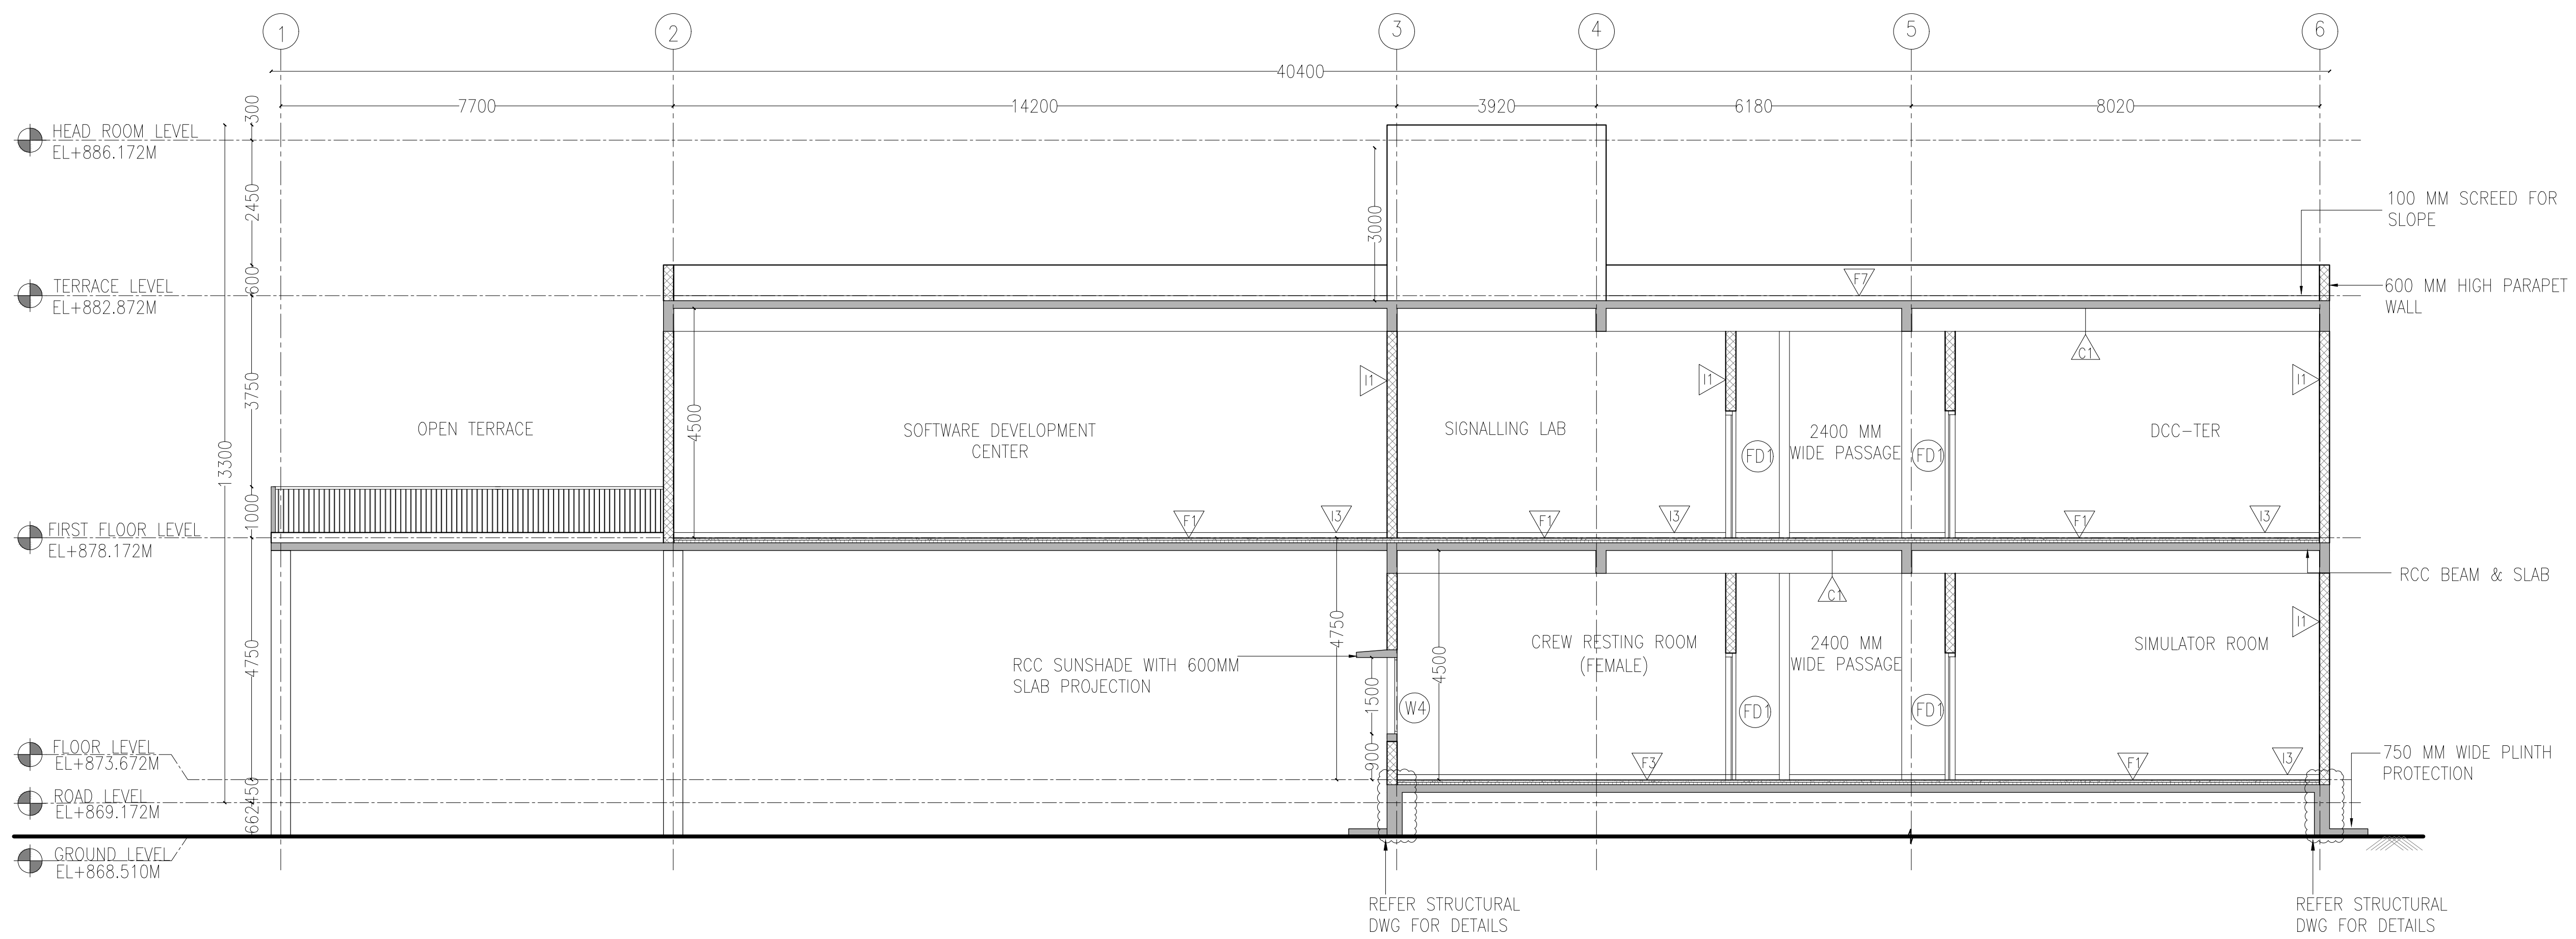 1
2
3
4
5
6
40400
7700
14200
3920
6180
8020
300
HEAD ROOM LEVEL
EL+886.172M
2450
3000
100 MM SCREED FOR
SLOPE
600
TERRACE LEVEL
EL+882.872M
F7
600 MM HIGH PARAPET
WALL
C1
I1
I1
I1
3750
4500
13300
OPEN TERRACE
SOFTWARE DEVELOPMENT
CENTER
SIGNALLING LAB
2400 MM
WIDE PASSAGE
DCC-TER
FD1
FD1
1000
FIRST FLOOR LEVEL
EL+878.172M
F1
I3
F1
I3
F1
I3
RCC BEAM & SLAB
C1
I1
4750
4750
4500
RCC SUNSHADE WITH 600MM
SLAB PROJECTION
CREW RESTING ROOM
(FEMALE)
2400 MM
WIDE PASSAGE
SIMULATOR ROOM
1500
W4
FD1
FD1
900
FLOOR LEVEL
EL+873.672M
F3
F1
I3
750 MM WIDE PLINTH
PROTECTION
450
ROAD LEVEL
EL+869.172M
662
GROUND LEVEL
EL+868.510M
REFER STRUCTURAL
DWG FOR DETAILS
REFER STRUCTURAL
DWG FOR DETAILS